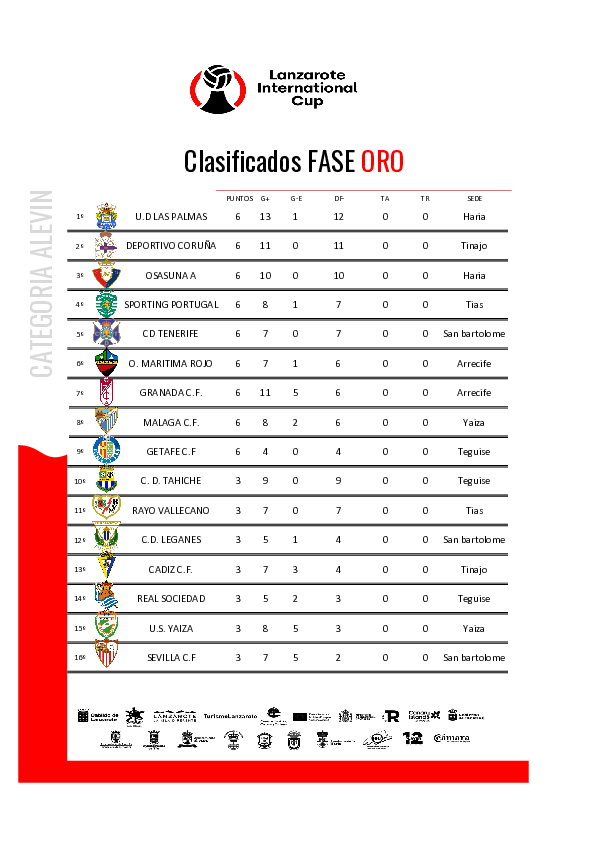 Lanzarote
International
Cup
Clasificados FASE ORO
CATEGORIA ALEVIN
PUNTOS G+ G-E DF- TA TR SEDE
1º U.D LAS PALMAS 6 13 1 12 0 0 Haria
2º DEPORTIVO CORUÑA 6 11 0 11 0 0 Tinajo
3º OSASUNA A 6 10 0 10 0 0 Haria
4º SPORTING PORTUGAL 6 8 1 7 0 0 Tias
5º CD TENERIFE 6 7 0 7 0 0 San bartolome
6º O. MARITIMA ROJO 6 7 1 6 0 0 Arrecife
7º GRANADA C.F. 6 11 5 6 0 0 Arrecife
8º MALAGA C.F. 6 8 2 6 0 0 Yaiza
9º GETAFE C.F 6 4 0 4 0 0 Teguise
10º C. D. TAHICHE 3 9 0 9 0 0 Teguise
11º RAYO VALLECANO 3 7 0 7 0 0 Tias
12º C.D. LEGANES 3 5 1 4 0 0 San bartolome
13º CADIZ C.F. 3 7 3 4 0 0 Tinajo
14º REAL SOCIEDAD 3 5 2 3 0 0 Teguise
15º U.S. YAIZA 3 8 5 3 0 0 Yaiza
16º SEVILLA C.F 3 7 5 2 0 0 San bartolome
Cabildo de
Lanzarote
LANZAROTE
TurismoLanzarote
Canary
Islands
12
Cámara